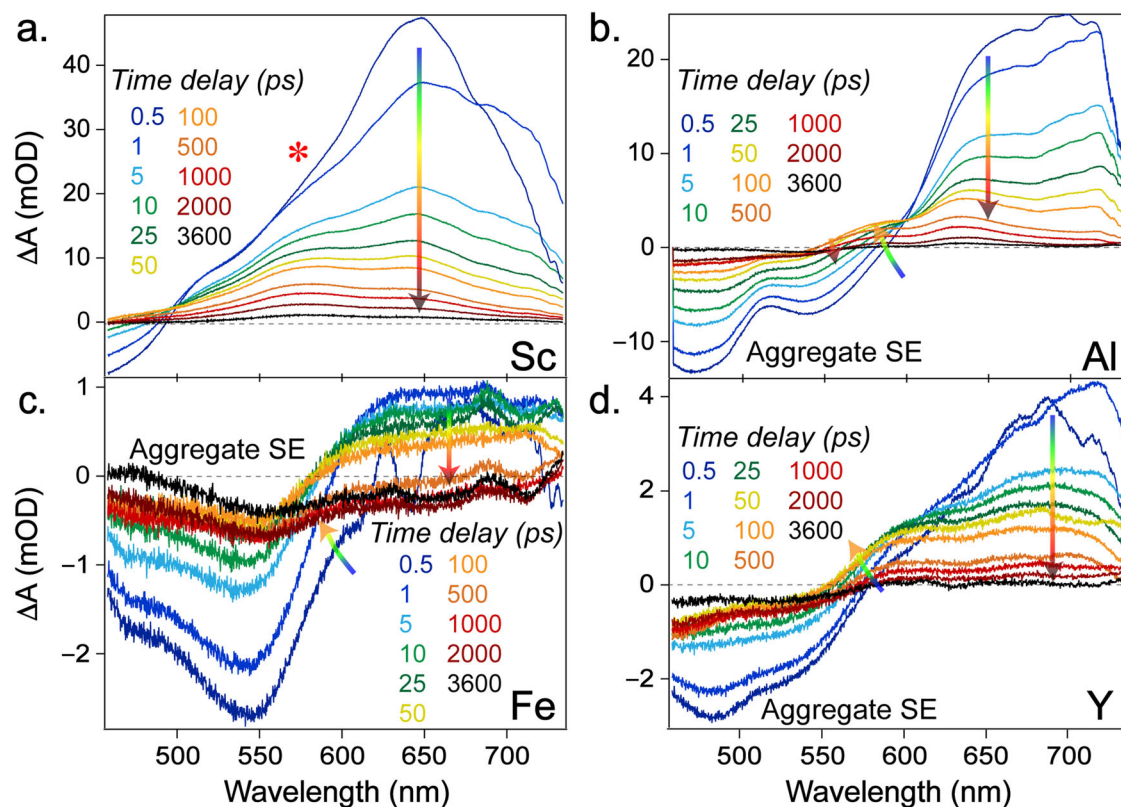 a.
40
30
20
10
0
ΔA (mOD)
Time delay (ps)
0.5 100
1 500
5 1000
10 2000
25 3600
50
*
Sc
b.
20
10
0
−10
Time delay (ps)
0.5 25 1000
1 50 2000
5 100 3600
10 500
Aggregate SE
Al
c.
1
0
−1
−2
ΔA (mOD)
Aggregate SE
Time delay (ps)
0.5 100
1 500
5 1000
10 2000
25 3600
50
Fe
500 550 600 650 700
Wavelength (nm)
d.
4
2
0
−2
Time delay (ps)
0.5 25 1000
1 50 2000
5 100 3600
10 500
Aggregate SE
Y
500 550 600 650 700
Wavelength (nm)